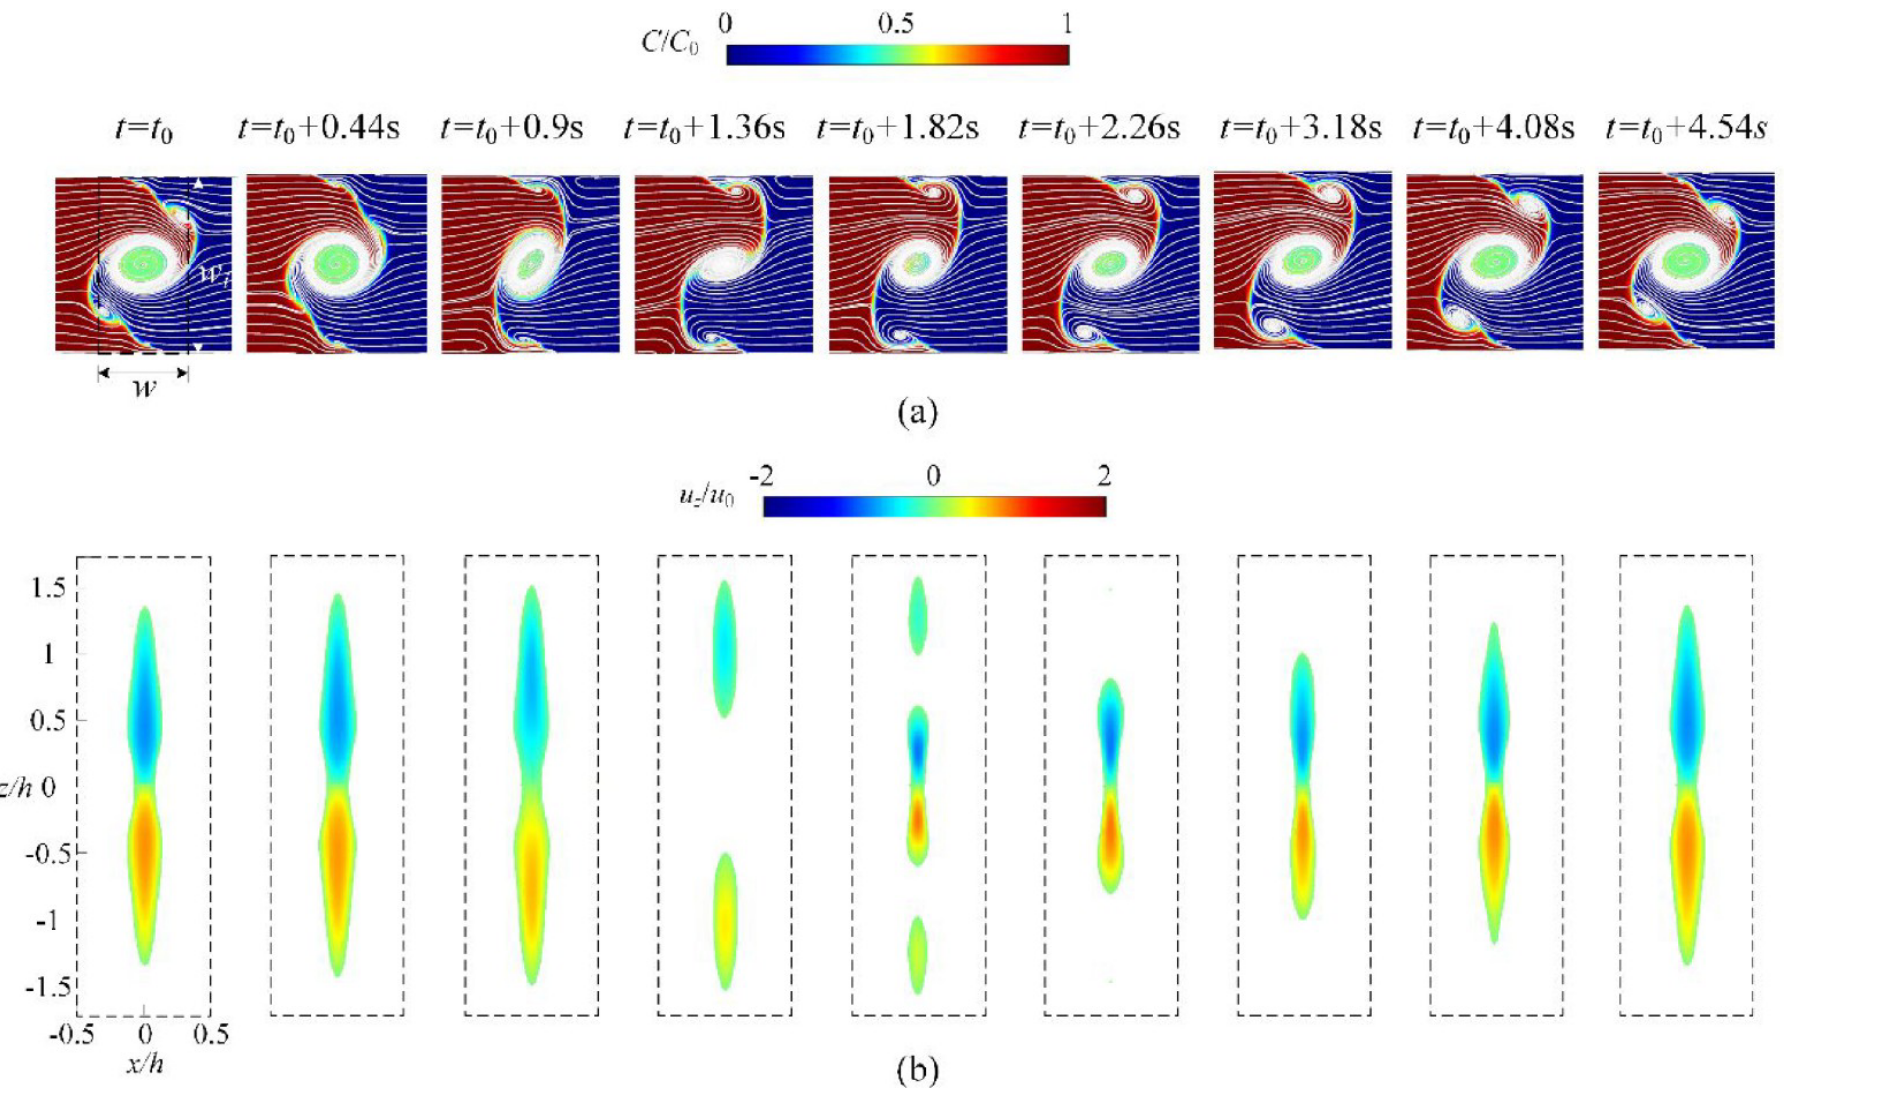 0 0.5 1
C/C₀
t=t₀ t=t₀+0.44s t=t₀+0.9s t=t₀+1.36s t=t₀+1.82s t=t₀+2.26s t=t₀+3.18s t=t₀+4.08s t=t₀+4.54s
wᵢ
w
(a)
-2 0 2
u_z/u₀
1.5
1
0.5
z/h 0
-0.5
-1
-1.5
-0.5 0 0.5
x/h
(b)